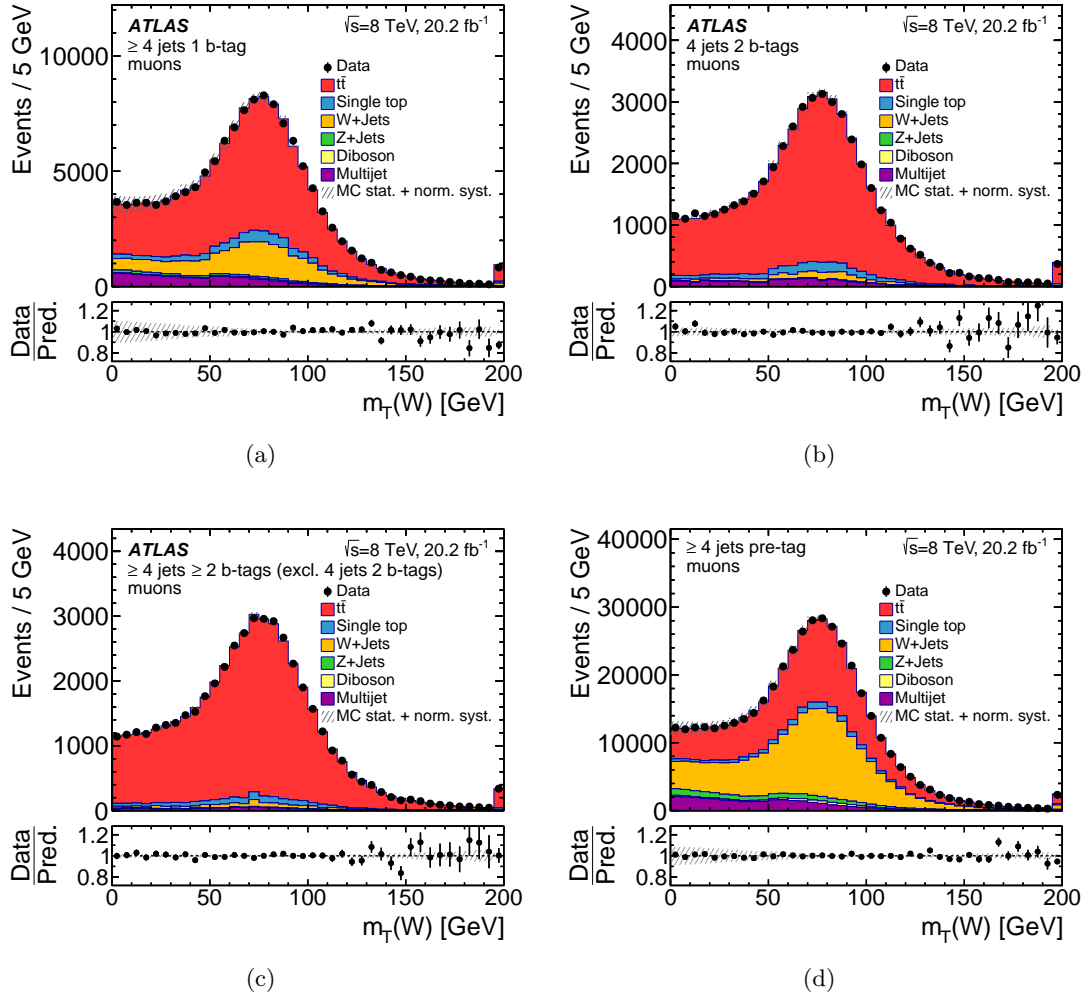 ATLAS
√s=8 TeV, 20.2 fb⁻¹
≥ 4 jets 1 b-tag
muons
Data
tt̄
Single top
W+Jets
Z+Jets
Diboson
Multijet
MC stat. + norm. syst.
Events / 5 GeV
10000
5000
0
Data
Pred.
1.2
1
0.8
0 50 100 150 200
m_T(W) [GeV]
(a)
ATLAS
√s=8 TeV, 20.2 fb⁻¹
4 jets 2 b-tags
muons
Data
tt̄
Single top
W+Jets
Z+Jets
Diboson
Multijet
MC stat. + norm. syst.
Events / 5 GeV
4000
3000
2000
1000
0
Data
Pred.
1.2
1
0.8
0 50 100 150 200
m_T(W) [GeV]
(b)
ATLAS
√s=8 TeV, 20.2 fb⁻¹
≥ 4 jets ≥ 2 b-tags (excl. 4 jets 2 b-tags)
muons
Data
tt̄
Single top
W+Jets
Z+Jets
Diboson
Multijet
MC stat. + norm. syst.
Events / 5 GeV
4000
3000
2000
1000
0
Data
Pred.
1.2
1
0.8
0 50 100 150 200
m_T(W) [GeV]
(c)
≥ 4 jets pre-tag
√s=8 TeV, 20.2 fb⁻¹
muons
Data
tt̄
Single top
W+Jets
Z+Jets
Diboson
Multijet
MC stat. + norm. syst.
Events / 5 GeV
40000
30000
20000
10000
0
Data
Pred.
1.2
1
0.8
0 50 100 150 200
m_T(W) [GeV]
(d)